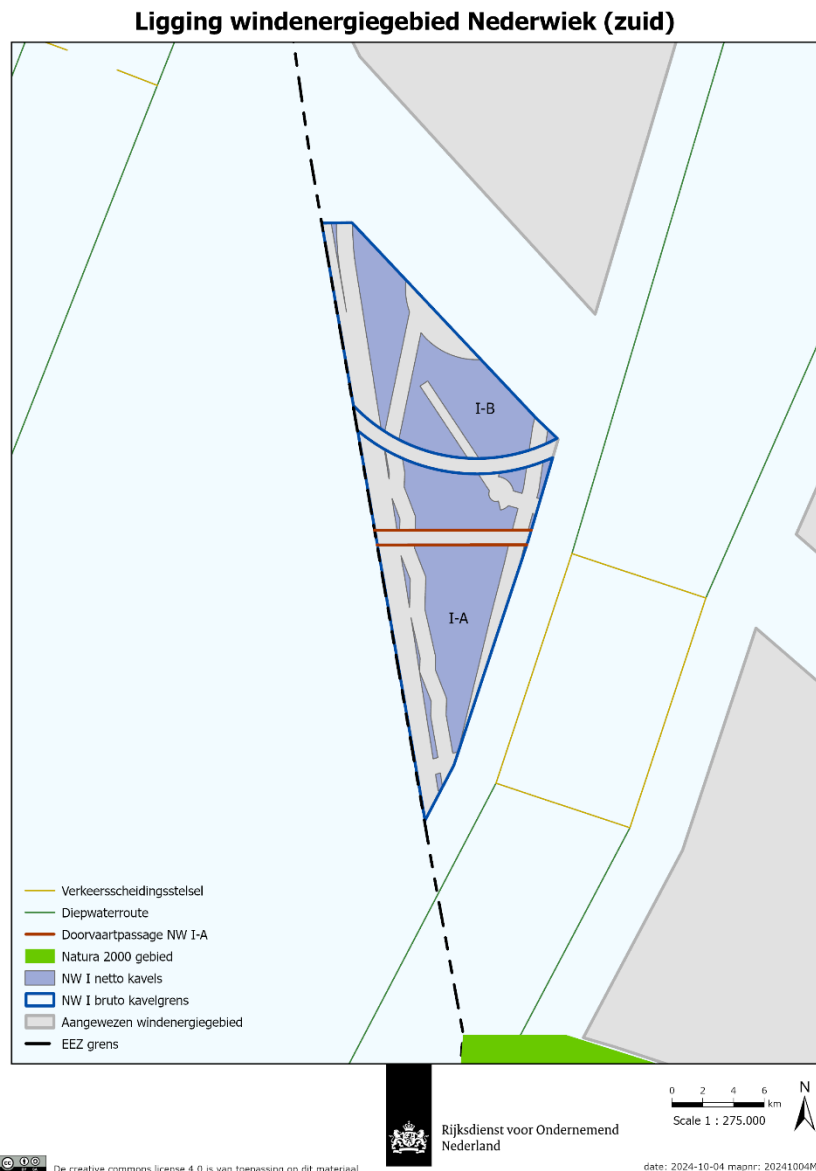 Ligging windenergiegebied Nederwiek (zuid)
I-B
I-A
Verkeersscheidingsstelsel
Diepwaterroute
Doorvaartpassage NW I-A
Natura 2000 gebied
NW I netto kavels
NW I bruto kavelgrens
Aangewezen windenergiegebied
EEZ grens
0 2 4 6
km
Scale 1 : 275.000
N
Rijksdienst voor Ondernemend
Nederland
De creative commons license 4.0 is van toepassing op dit materiaal
date: 2024-10-04 mapnr: 20241004M